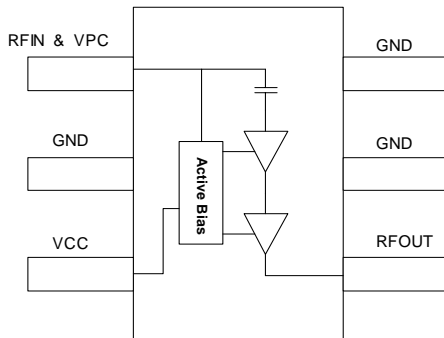 RFIN & VPC
GND
GND
GND
Active Bias
VCC
RFOUT